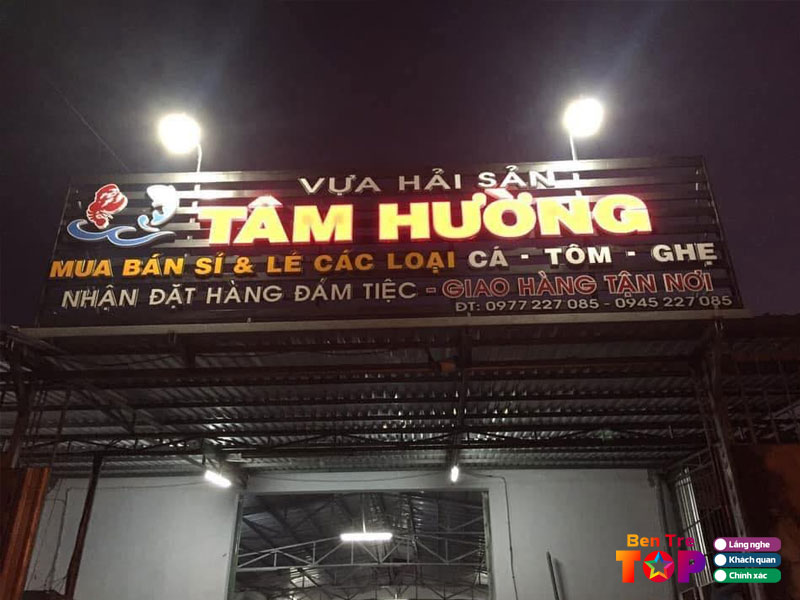 VỰA HẢI SẢN
TÂM HƯỜNG
MUA BÁN SỈ & LẺ CÁC LOẠI CÁ - TÔM - GHẸ
NHẬN ĐẶT HÀNG ĐÁM TIỆC - GIAO HÀNG TẬN NƠI
ĐT: 0977 227 085 - 0945 227 085
Ben Tre
TOP
Lắng nghe
Khách quan
Chính xác